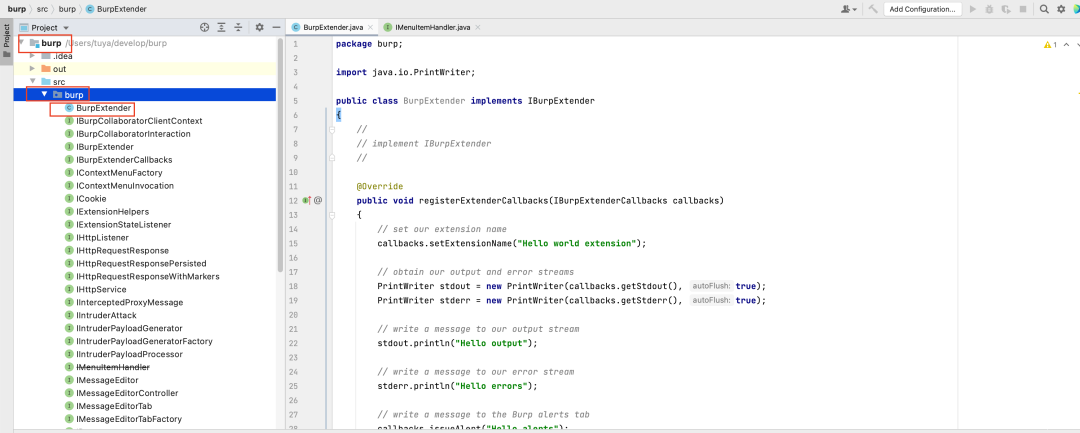 burp › src › burp › BurpExtender
Add Configuration...
Project
BurpExtender.java
IMenuItemHandler.java
Project
burp /Users/tuya/develop/burp
.idea
out
src
burp
BurpExtender
IBurpCollaboratorClientContext
IBurpCollaboratorInteraction
IBurpExtender
IBurpExtenderCallbacks
IContextMenuFactory
IContextMenuInvocation
ICookie
IExtensionHelpers
IExtensionStateListener
IHttpListener
IHttpRequestResponse
IHttpRequestResponsePersisted
IHttpRequestResponseWithMarkers
IHttpService
IInterceptedProxyMessage
IIntruderAttack
IIntruderPayloadGenerator
IIntruderPayloadGeneratorFactory
IIntruderPayloadProcessor
IMenuItemHandler
IMessageEditor
IMessageEditorController
IMessageEditorTab
IMessageEditorTabFactory
1 package burp;
1
2
3 import java.io.PrintWriter;
4
5 public class BurpExtender implements IBurpExtender
6 {
7 //
8 // implement IBurpExtender
9 //
10
11 @Override
12 @ public void registerExtenderCallbacks(IBurpExtenderCallbacks callbacks)
13 {
14 // set our extension name
15 callbacks.setExtensionName("Hello world extension");
16
17 // obtain our output and error streams
18 PrintWriter stdout = new PrintWriter(callbacks.getStdout(), autoFlush: true);
19 PrintWriter stderr = new PrintWriter(callbacks.getStderr(), autoFlush: true);
20
21 // write a message to our output stream
22 stdout.println("Hello output");
23
24 // write a message to our error stream
25 stderr.println("Hello errors");
26
27 // write a message to the Burp alerts tab
28 callbacks.issueAlert("Hello alerts");